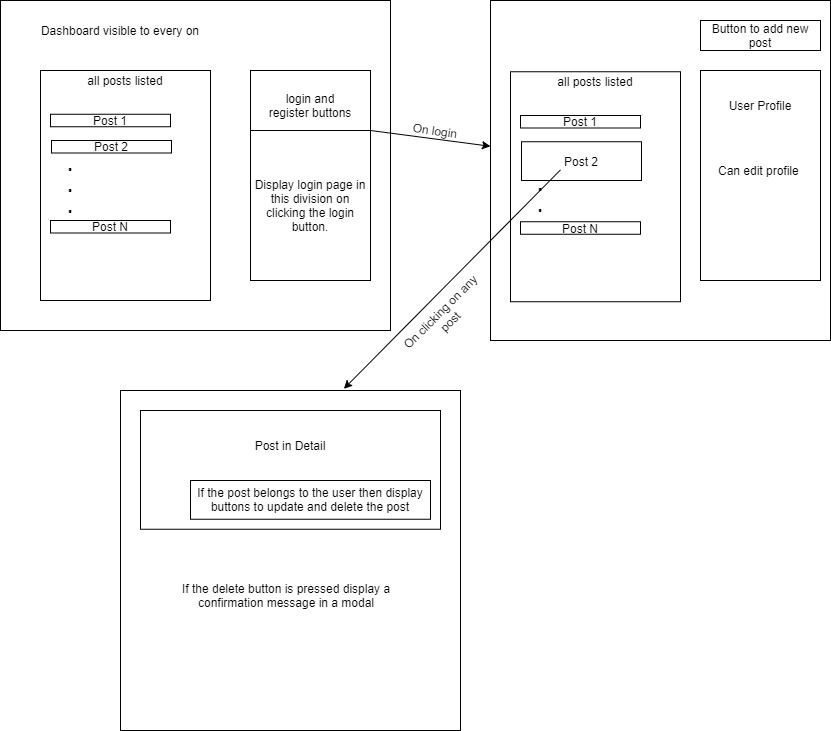 Dashboard visible to every on
all posts listed
Post 1
Post 2
.
.
.
Post N
login and
register buttons
Display login page in
this division on
clicking the login
button.
On login
Button to add new
post
all posts listed
Post 1
Post 2
.
.
Post N
User Profile
Can edit profile
On clicking on any
post
Post in Detail
If the post belongs to the user then display
buttons to update and delete the post
If the delete button is pressed display a
confirmation message in a modal